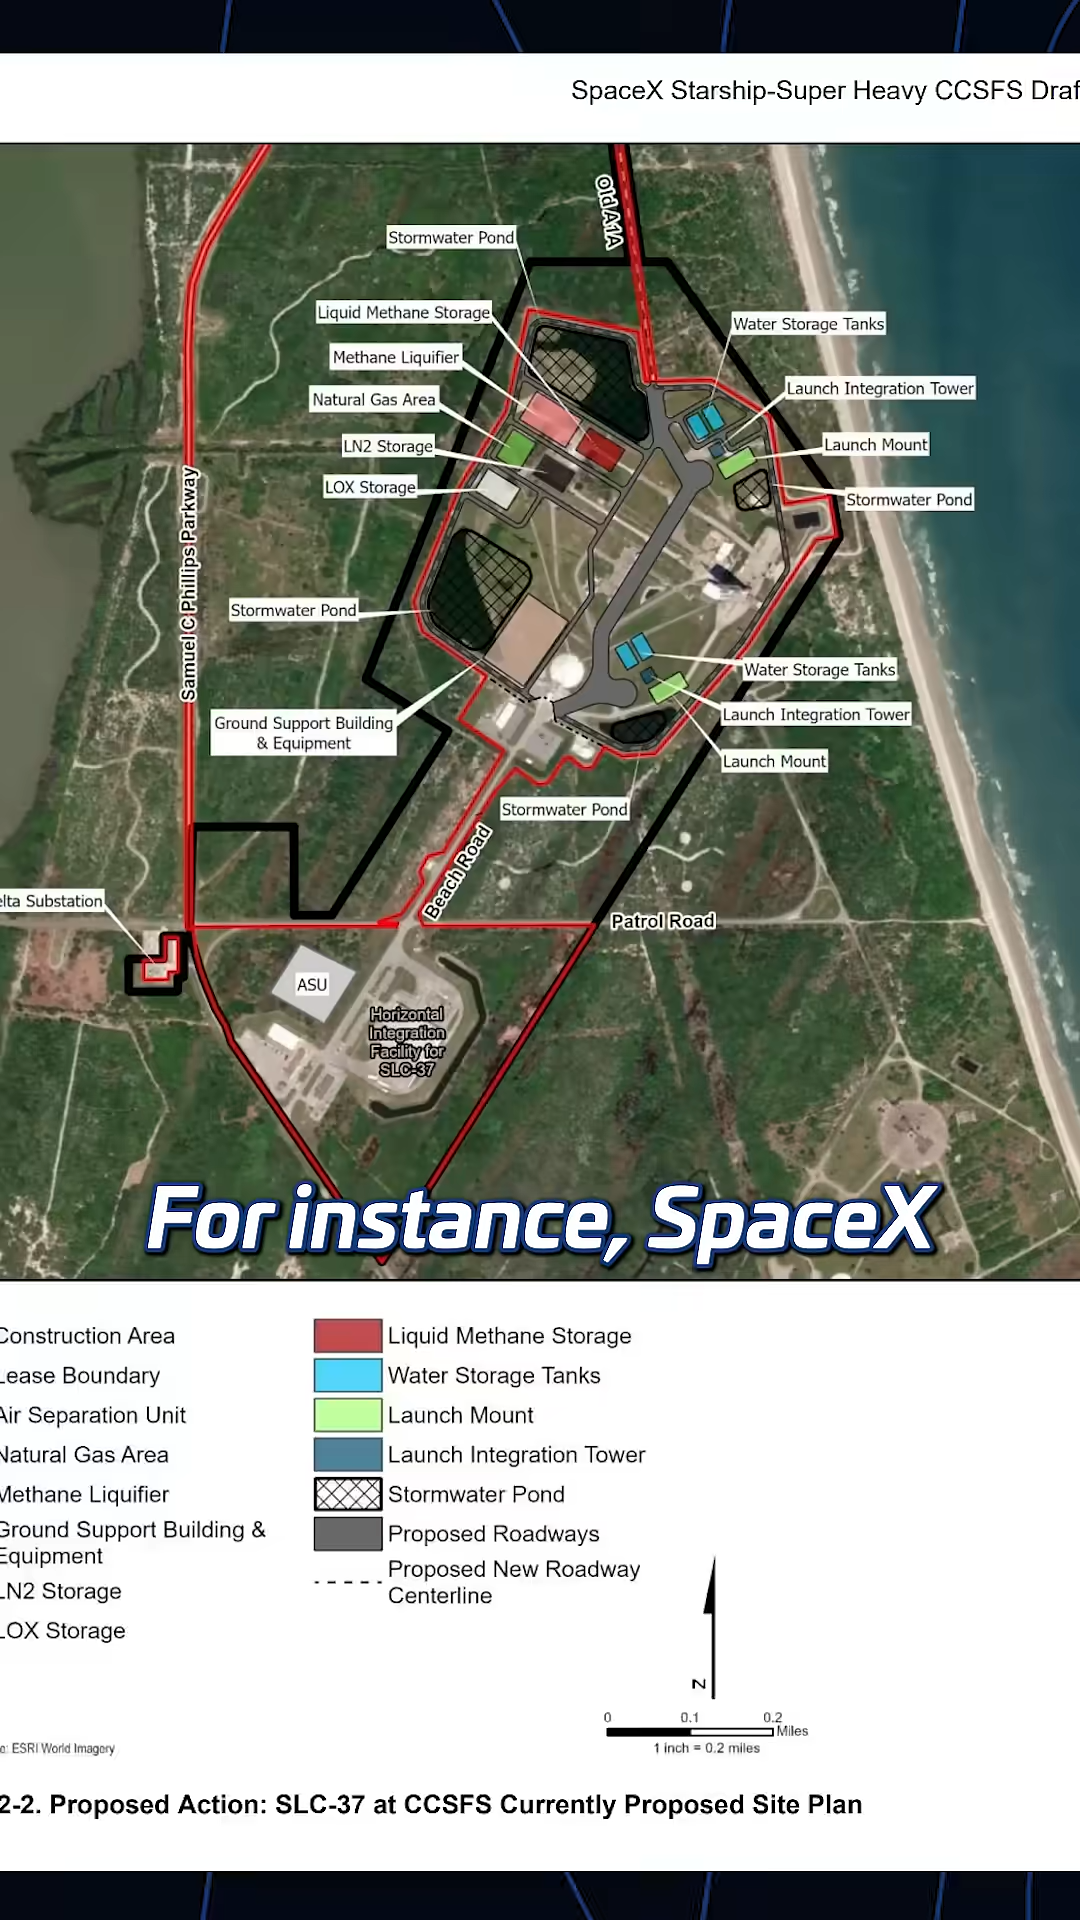 SpaceX Starship-Super Heavy CCSFS Draf
Old A1A
Stormwater Pond
Liquid Methane Storage
Water Storage Tanks
Methane Liquifier
Launch Integration Tower
Natural Gas Area
LN2 Storage
Launch Mount
LOX Storage
Stormwater Pond
Samuel C Phillips Parkway
Stormwater Pond
Water Storage Tanks
Ground Support Building
& Equipment
Launch Integration Tower
Launch Mount
Stormwater Pond
Beach Road
elta Substation
Patrol Road
ASU
Horizontal
Integration
Facility for
SLC-37
For instance, SpaceX
Construction Area
Lease Boundary
Air Separation Unit
Natural Gas Area
Methane Liquifier
Ground Support Building &
Equipment
LN2 Storage
LOX Storage
Liquid Methane Storage
Water Storage Tanks
Launch Mount
Launch Integration Tower
Stormwater Pond
Proposed Roadways
Proposed New Roadway
Centerline
N
0 0.1 0.2
Miles
1 inch = 0.2 miles
e: ESRI World Imagery
2-2. Proposed Action: SLC-37 at CCSFS Currently Proposed Site Plan